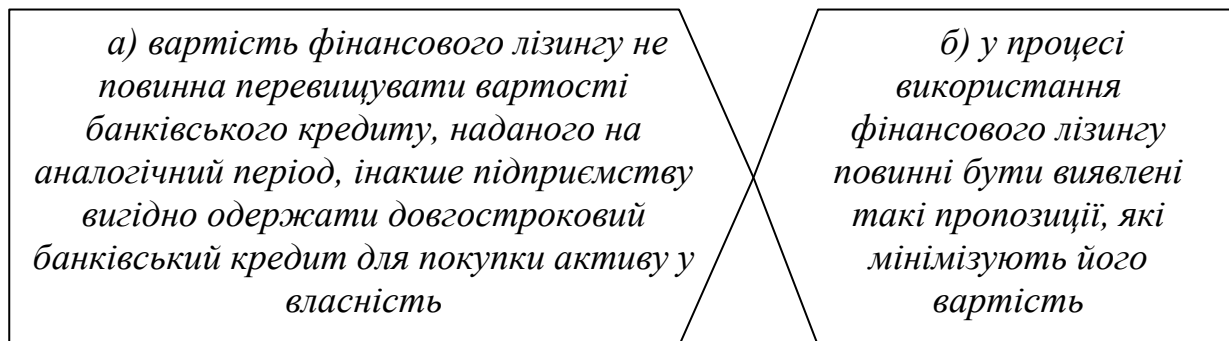 а) вартість фінансового лізингу не
повинна перевищувати вартості
банківського кредиту, наданого на
аналогічний період, інакше підприємству
вигідно одержати довгостроковий
банківський кредит для покупки активу у
власність
б) у процесі
використання
фінансового лізингу
повинні бути виявлені
такі пропозиції, які
мінімізують його
вартість